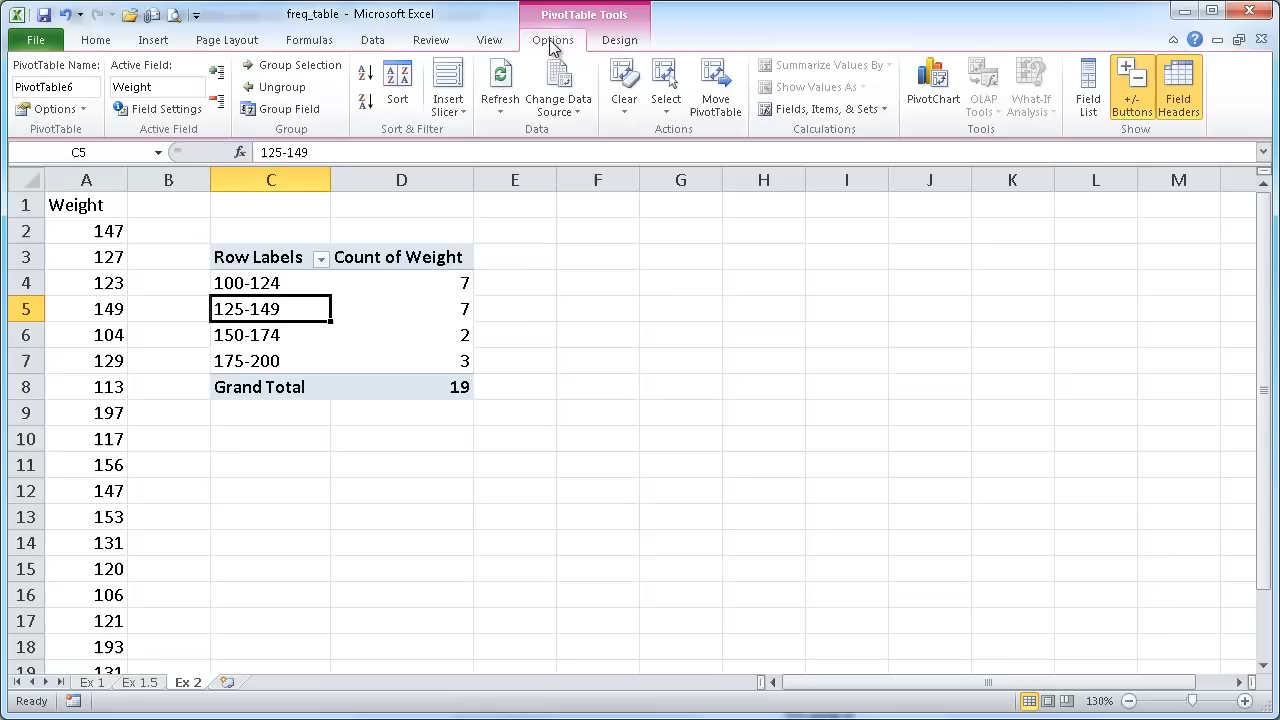 freq_table - Microsoft Excel
PivotTable Tools
File Home Insert Page Layout Formulas Data Review View Options Design
PivotTable Name:
PivotTable6
Options
PivotTable
Active Field:
Weight
Field Settings
Active Field
Group Selection
Ungroup
Group Field
Group
Sort
Sort & Filter
Insert
Slicer
Refresh
Change Data
Source
Data
Clear
Select
Move
PivotTable
Actions
Summarize Values By
Show Values As
Fields, Items, & Sets
Calculations
PivotChart
OLAP
Tools
What-If
Analysis
Tools
Field
List
+/-
Buttons
Field
Headers
Show
C5 fx 125-149
A B C D E F G H I J K L M
1 Weight
2 147
3 127 Row Labels Count of Weight
4 123 100-124 7
5 149 125-149 7
6 104 150-174 2
7 129 175-200 3
8 113 Grand Total 19
9 197
10 117
11 156
12 147
13 153
14 131
15 120
16 106
17 121
18 193
19 131
Ex 1 Ex 1.5 Ex 2
Ready 130%